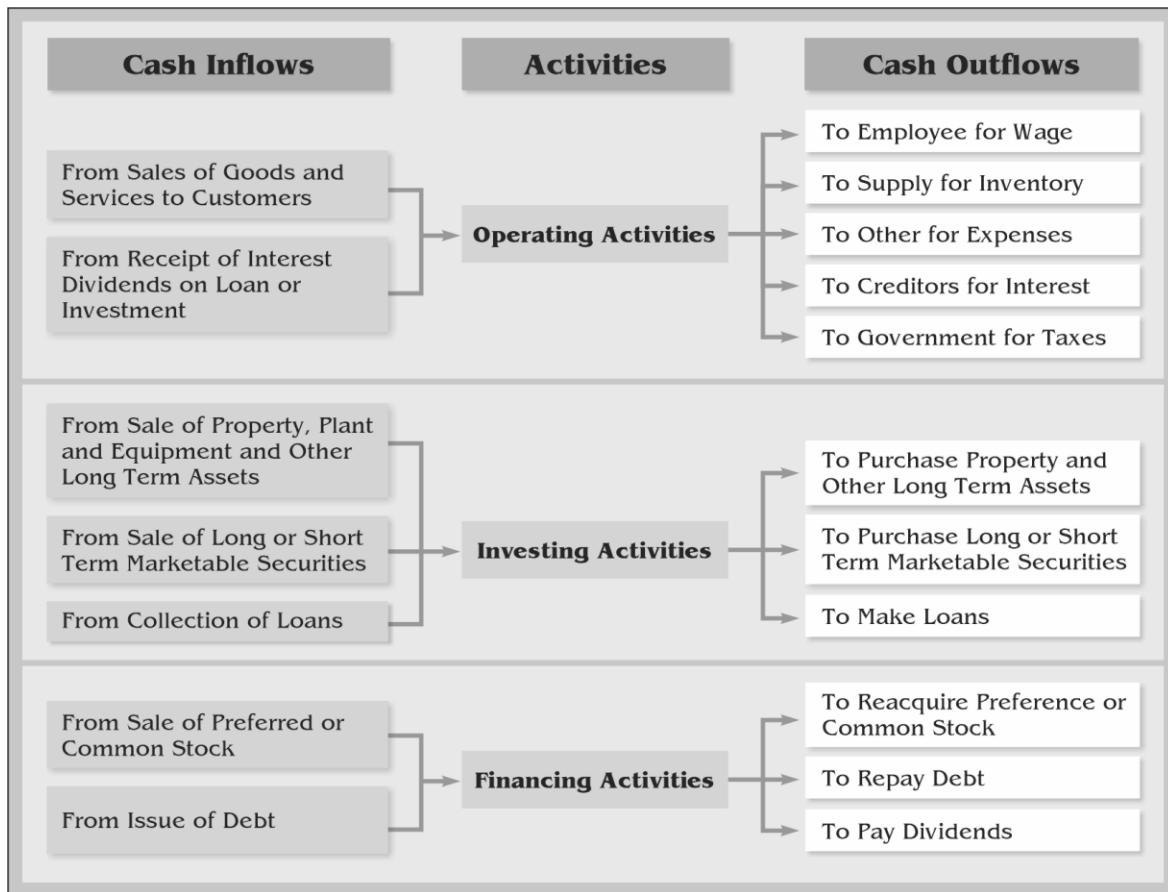 Cash Inflows
Activities
Cash Outflows
From Sales of Goods and
Services to Customers
From Receipt of Interest
Dividends on Loan or
Investment
Operating Activities
To Employee for Wage
To Supply for Inventory
To Other for Expenses
To Creditors for Interest
To Government for Taxes
From Sale of Property, Plant
and Equipment and Other
Long Term Assets
From Sale of Long or Short
Term Marketable Securities
From Collection of Loans
Investing Activities
To Purchase Property and
Other Long Term Assets
To Purchase Long or Short
Term Marketable Securities
To Make Loans
From Sale of Preferred or
Common Stock
From Issue of Debt
Financing Activities
To Reacquire Preference or
Common Stock
To Repay Debt
To Pay Dividends